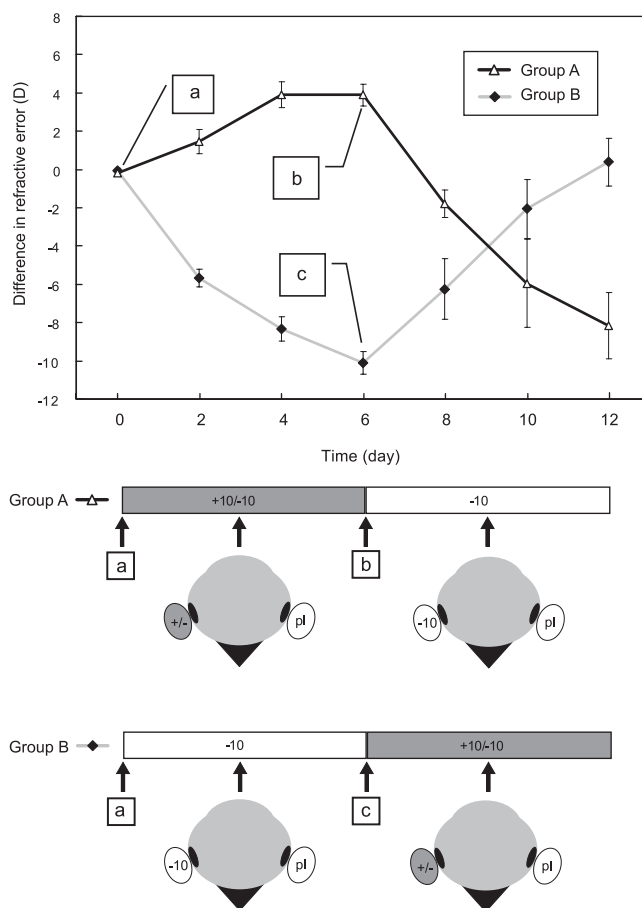 8
6
4
2
0
-2
-4
-6
-8
-10
-12
Difference in refractive error (D)
a
b
c
Group A
Group B
0 2 4 6 8 10 12
Time (day)
Group A +10/-10 -10
a b
+/- pl -10 pl
Group B -10 +10/-10
a c
-10 pl +/- pl